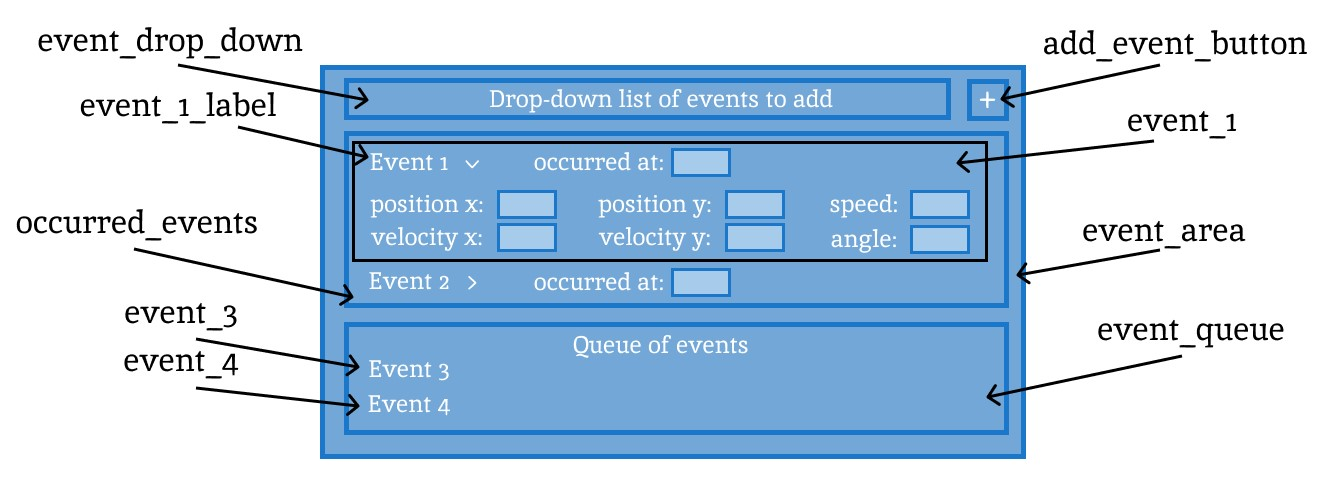 event_drop_down
add_event_button
Drop-down list of events to add
+
event_1_label
event_1
Event 1 occurred at:
position x: position y: speed:
velocity x: velocity y: angle:
occurred_events
event_area
Event 2 occurred at:
event_3
event_queue
Queue of events
event_4
Event 3
Event 4